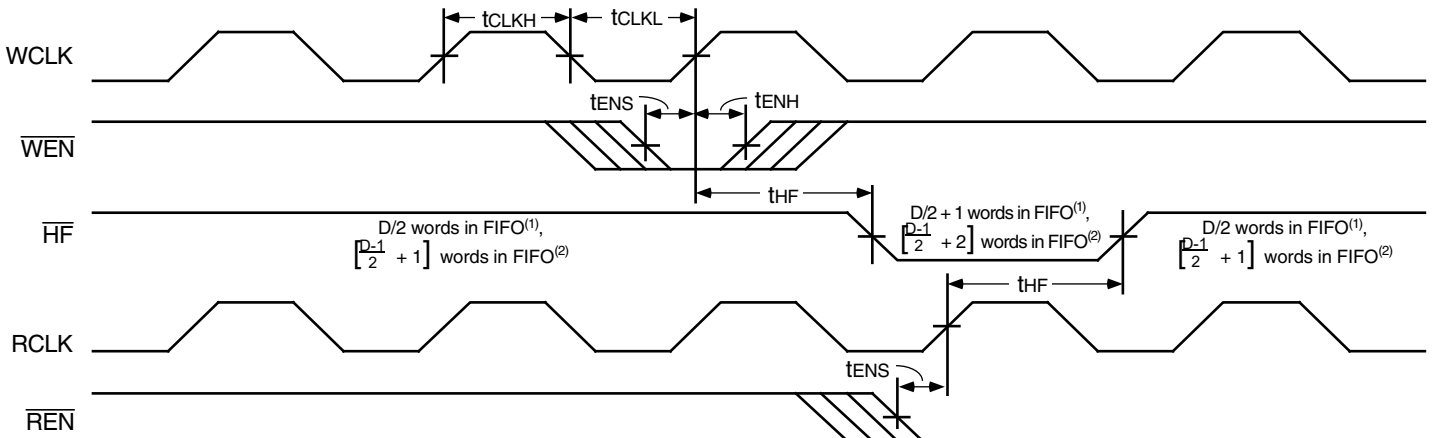 tCLKH
tCLKL
WCLK
tENS
tENH
WEN
tHF
HF
D/2 words in FIFO(1),
[D-1/2 + 1] words in FIFO(2)
D/2 + 1 words in FIFO(1),
[D-1/2 + 2] words in FIFO(2)
D/2 words in FIFO(1),
[D-1/2 + 1] words in FIFO(2)
tHF
RCLK
tENS
REN